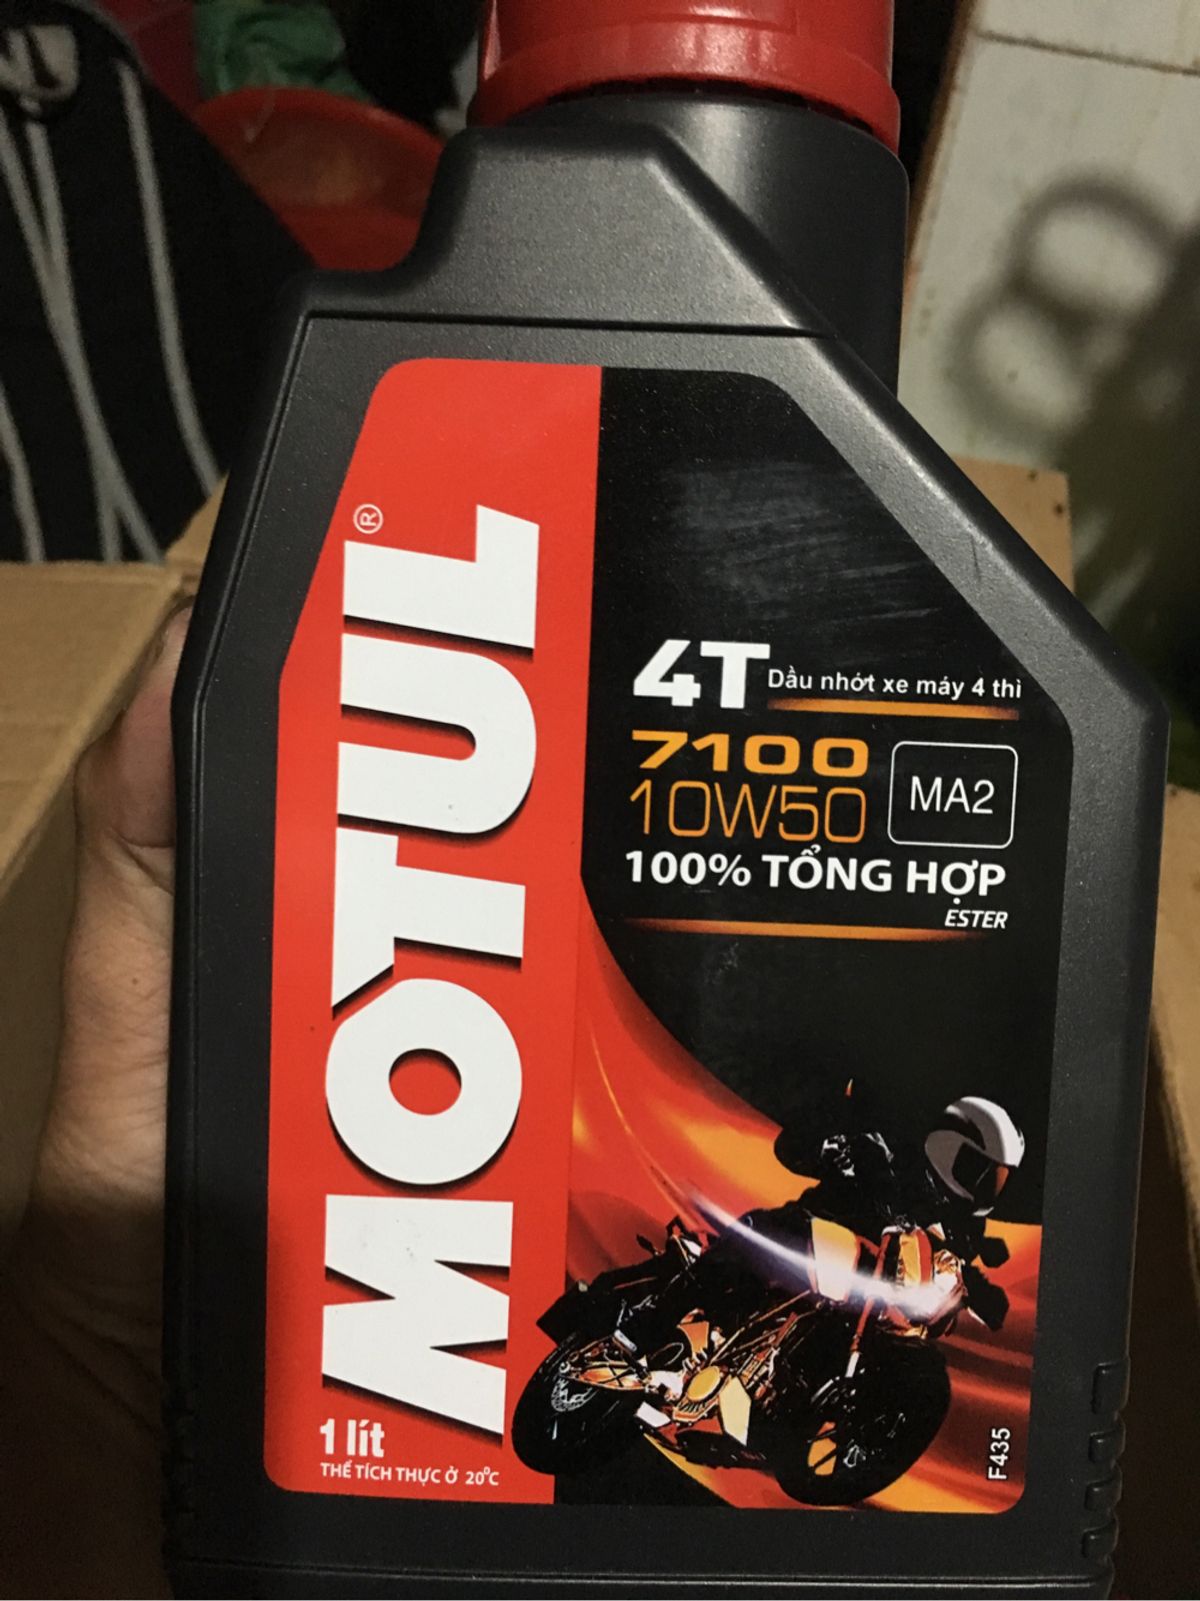 MOTUL®
4T Dầu nhớt xe máy 4 thì
7100
10W50 MA2
100% TỔNG HỢP
ESTER
1 lít
THỂ TÍCH THỰC Ở 20°C
F435